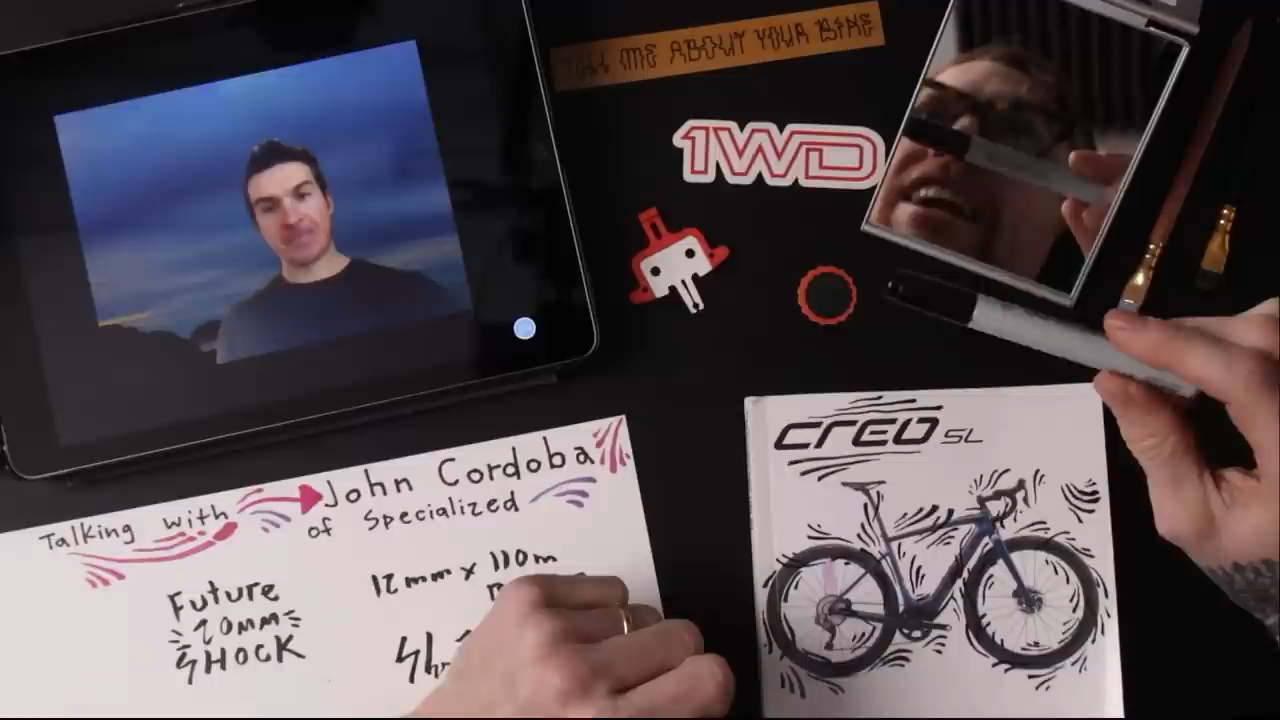 TELL ME ABOUT YOUR BIKE
1WD
CREO SL
Talking with John Cordoba
of Specialized
Future
20mm
SHOCK
12mm x 110m